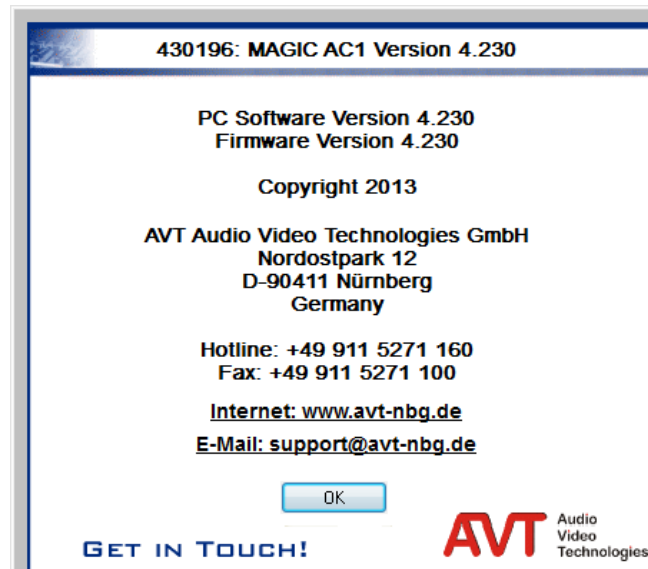 430196: MAGIC AC1 Version 4.230
PC Software Version 4.230
Firmware Version 4.230
Copyright 2013
AVT Audio Video Technologies GmbH
Nordostpark 12
D-90411 Nürnberg
Germany
Hotline: +49 911 5271 160
Fax: +49 911 5271 100
Internet: www.avt-nbg.de
E-Mail: support@avt-nbg.de
OK
GET IN TOUCH!
AVT
Audio
Video
Technologies